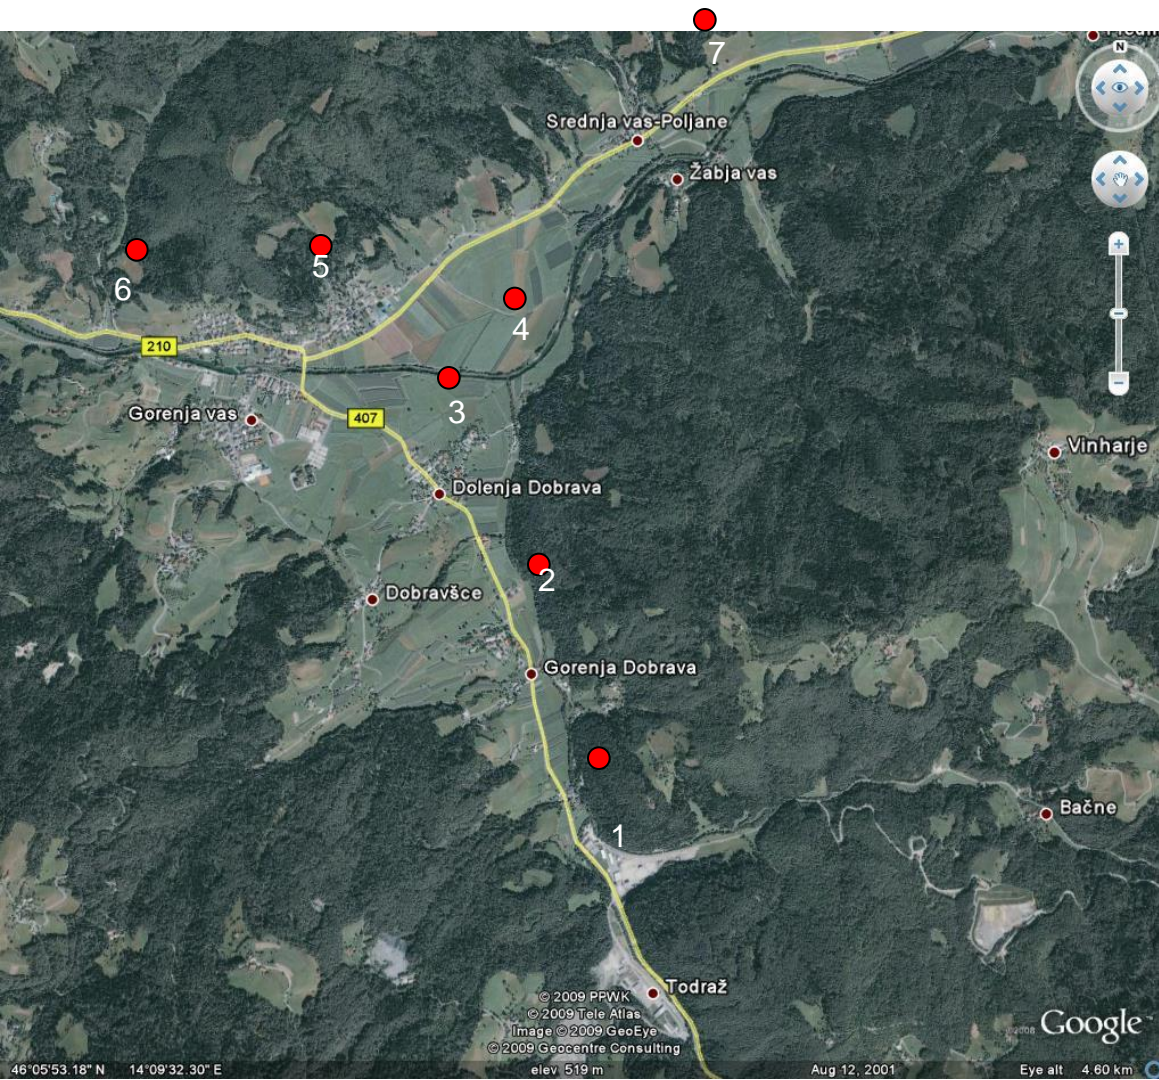 7
N
Srednja vas-Poljane
Žabja vas
6
5
4
210
3
Gorenja vas
407
Vinharje
Dolenja Dobrava
2
Dobravšce
Gorenja Dobrava
1
Bačne
Todraž
© 2009 PPWK
© 2009 Tele Atlas
Image © 2009 GeoEye
© 2009 Geocentre Consulting
©2008 Google™
46°05'53.18" N 14°09'32.30" E elev 519 m Aug 12, 2001 Eye alt 4.60 km